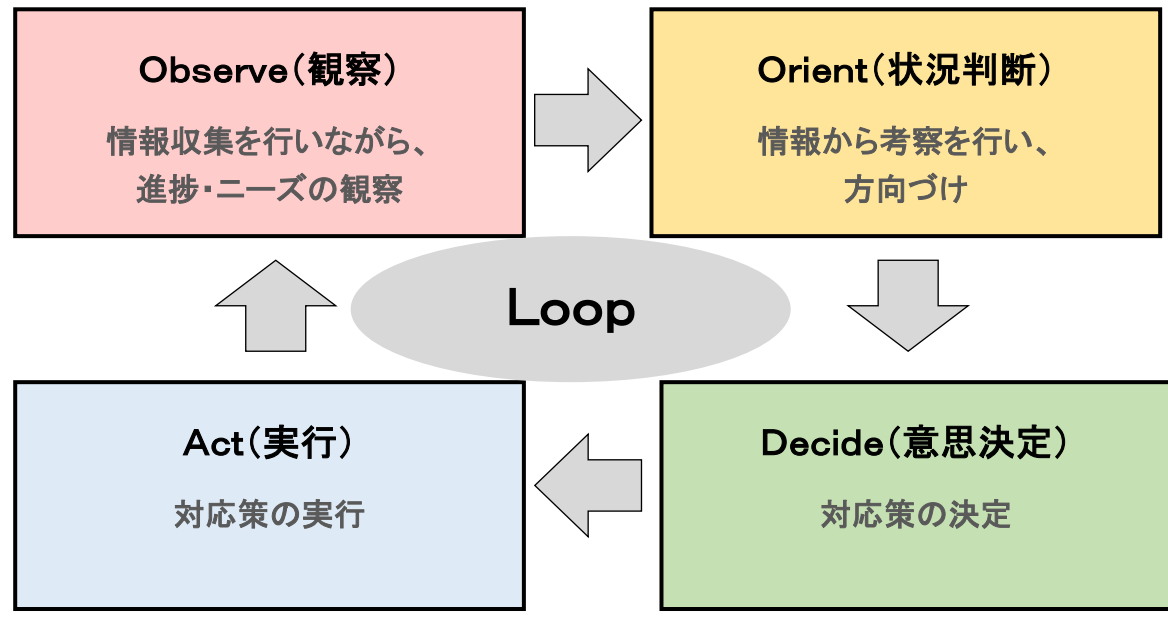 Observe（観察）
情報収集を行いながら、
進捗・ニーズの観察
Orient（状況判断）
情報から考察を行い、
方向づけ
Loop
Act（実行）
対応策の実行
Decide（意思決定）
対応策の決定